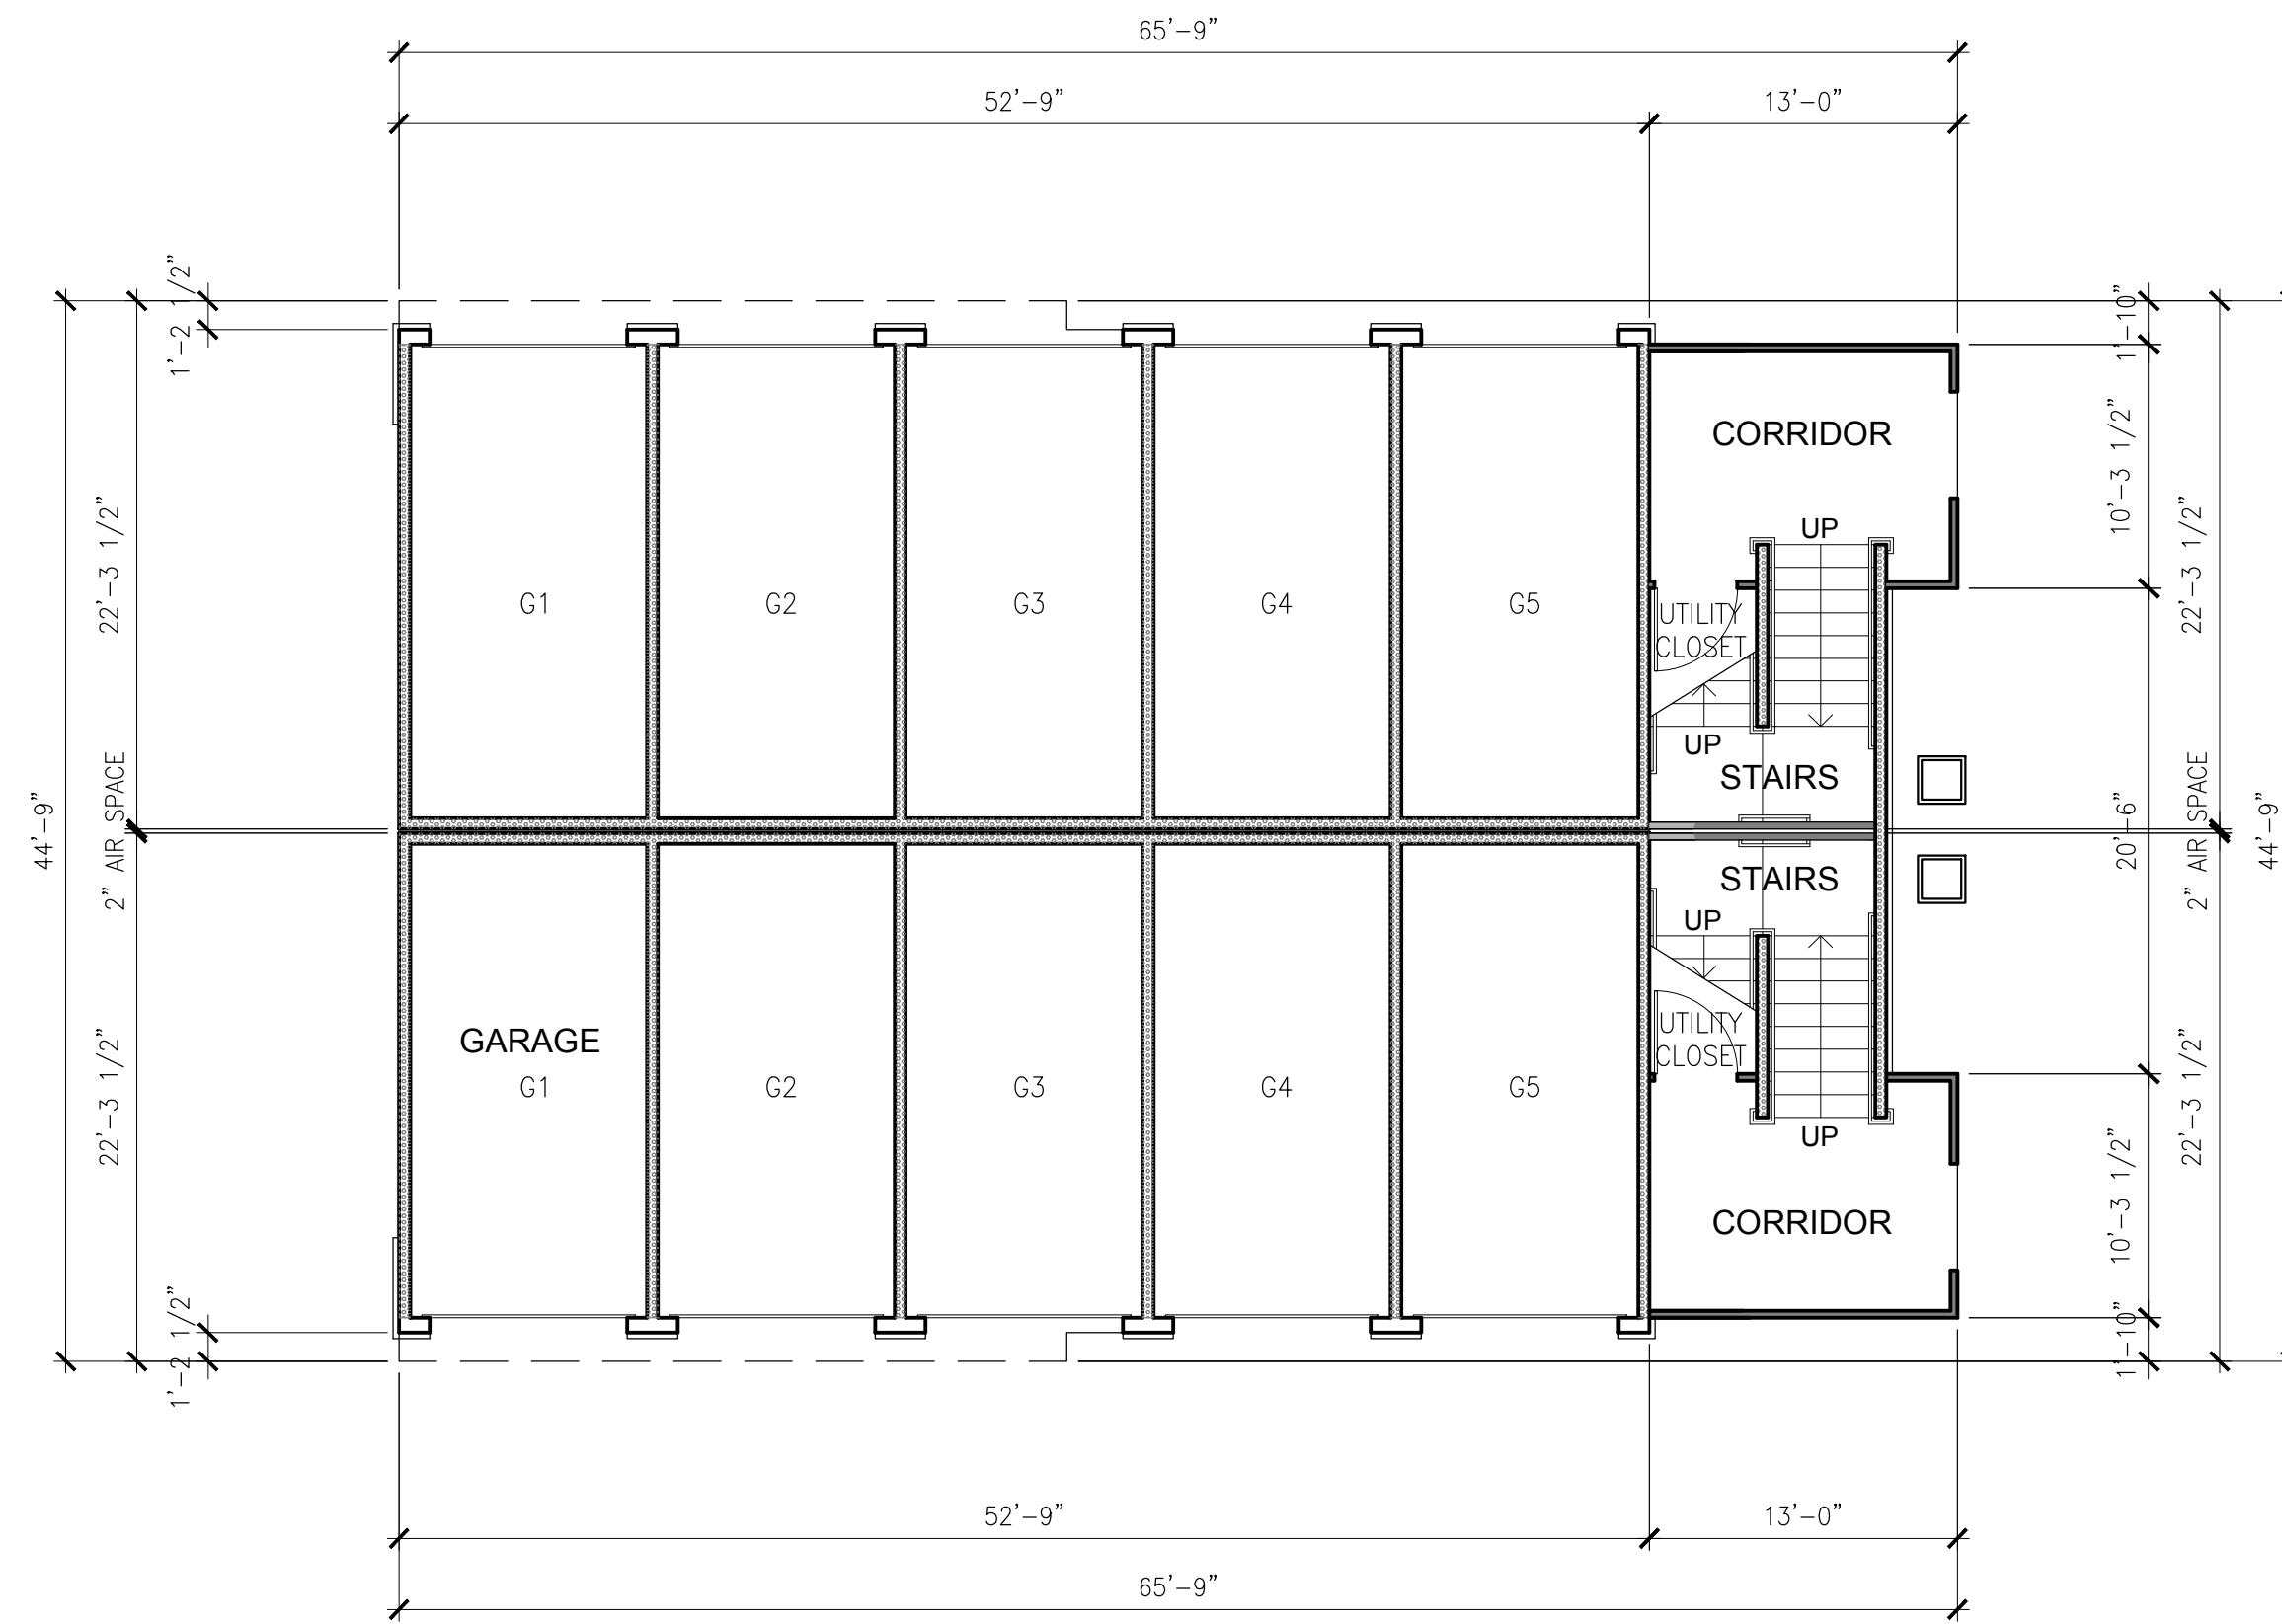 65'-9"
52'-9"
13'-0"
1'-2 1/2"
1'-10"
22'-3 1/2"
10'-3 1/2"
22'-3 1/2"
CORRIDOR
UP
G1
G2
G3
G4
G5
UTILITY
CLOSET
UP
STAIRS
44'-9"
2" AIR SPACE
20'-6"
2" AIR SPACE
44'-9"
STAIRS
UP
UTILITY
CLOSET
GARAGE
G1
G2
G3
G4
G5
UP
22'-3 1/2"
10'-3 1/2"
22'-3 1/2"
CORRIDOR
1'-2 1/2"
1'-10"
52'-9"
13'-0"
65'-9"